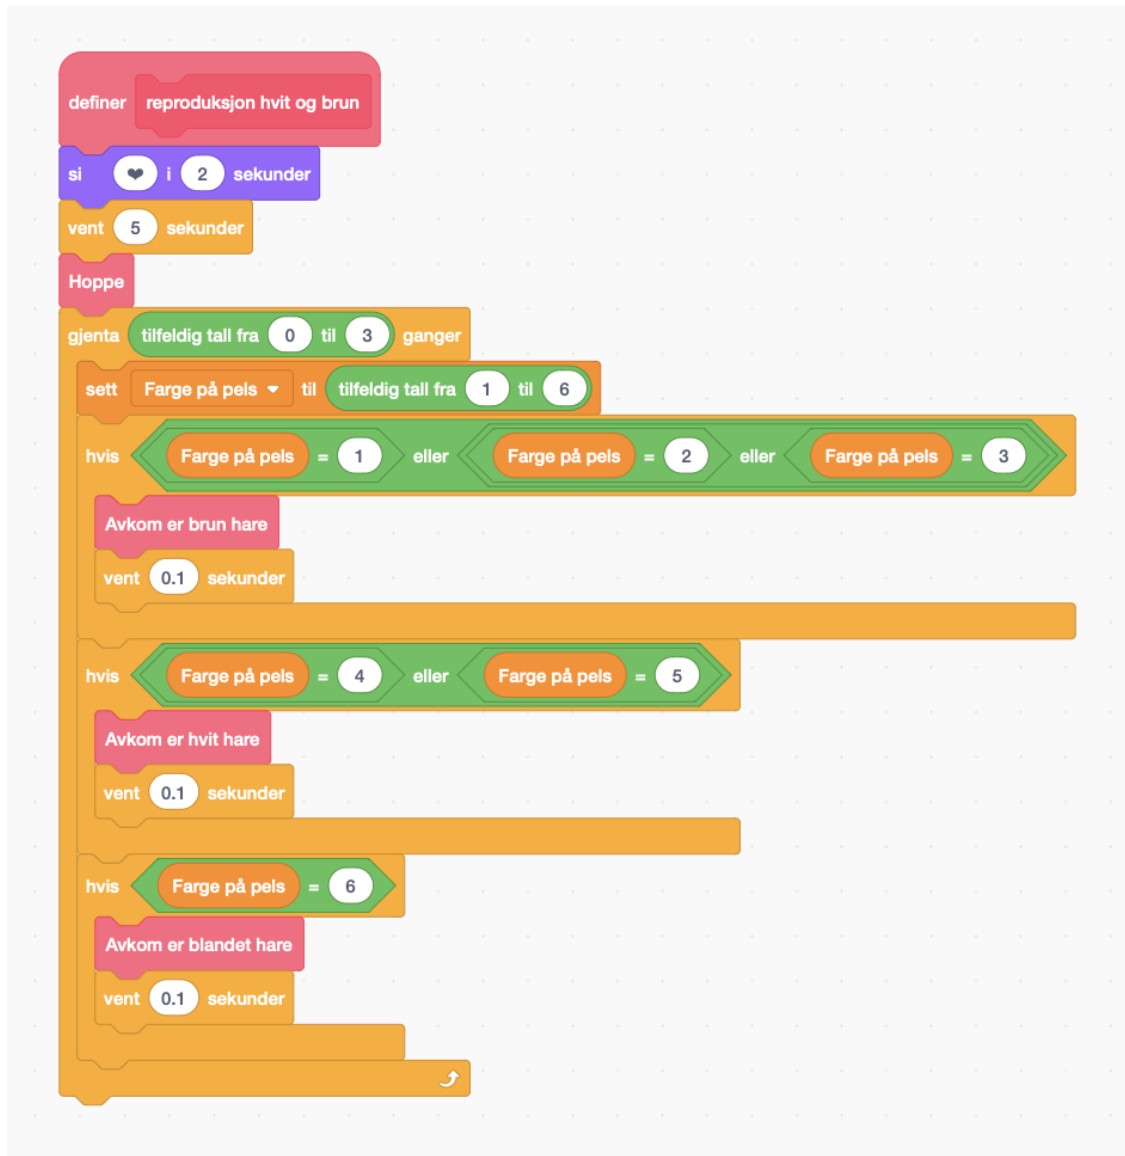 definer reproduksjon hvit og brun
si ❤ i 2 sekunder
vent 5 sekunder
Hoppe
gjenta tilfeldig tall fra 0 til 3 ganger
sett Farge på pels til tilfeldig tall fra 1 til 6
hvis Farge på pels = 1 eller Farge på pels = 2 eller Farge på pels = 3
Avkom er brun hare
vent 0.1 sekunder
hvis Farge på pels = 4 eller Farge på pels = 5
Avkom er hvit hare
vent 0.1 sekunder
hvis Farge på pels = 6
Avkom er blandet hare
vent 0.1 sekunder